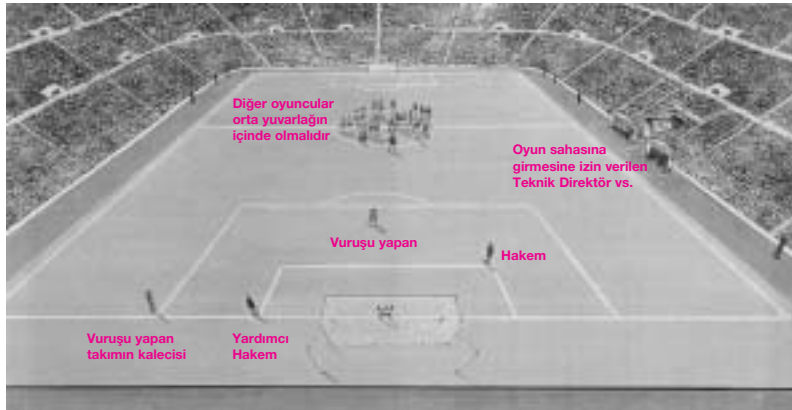 Diğer oyuncular
orta yuvarlağın
içinde olmalıdır
Oyun sahasına
girmesine izin verilen
Teknik Direktör vs.
Vuruşu yapan
Hakem
Vuruşu yapan
takımın kalecisi
Yardımcı
Hakem